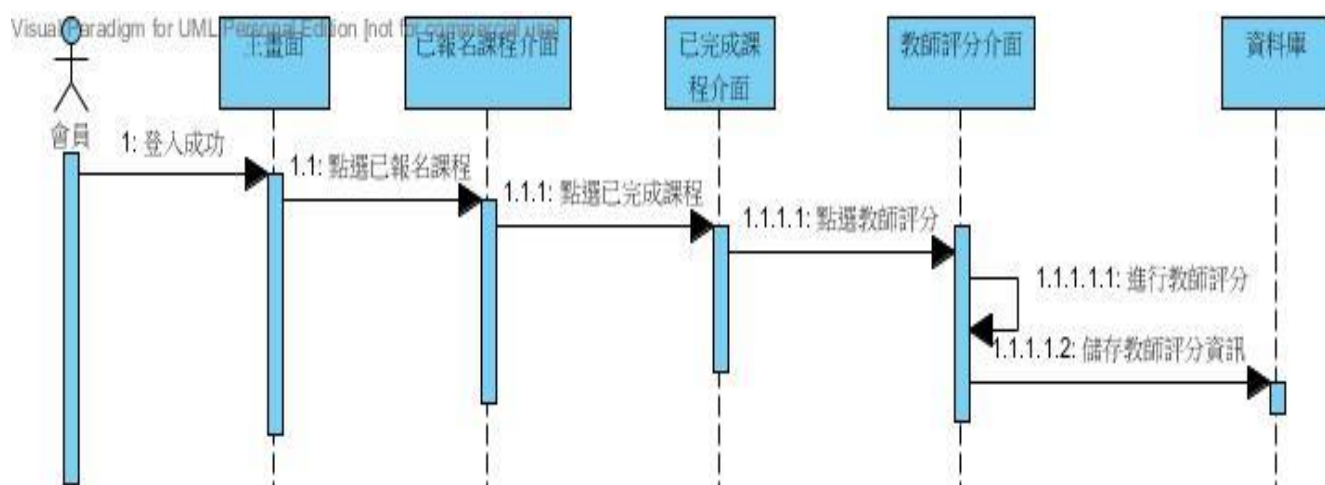 Visual Paradigm for UML Personal Edition [not for commercial use]
主畫面
已報名課程介面
已完成課
程介面
教師評分介面
資料庫
會員
1: 登入成功
1.1: 點選已報名課程
1.1.1: 點選已完成課程
1.1.1.1: 點選教師評分
1.1.1.1.1: 進行教師評分
1.1.1.1.2: 儲存教師評分資訊